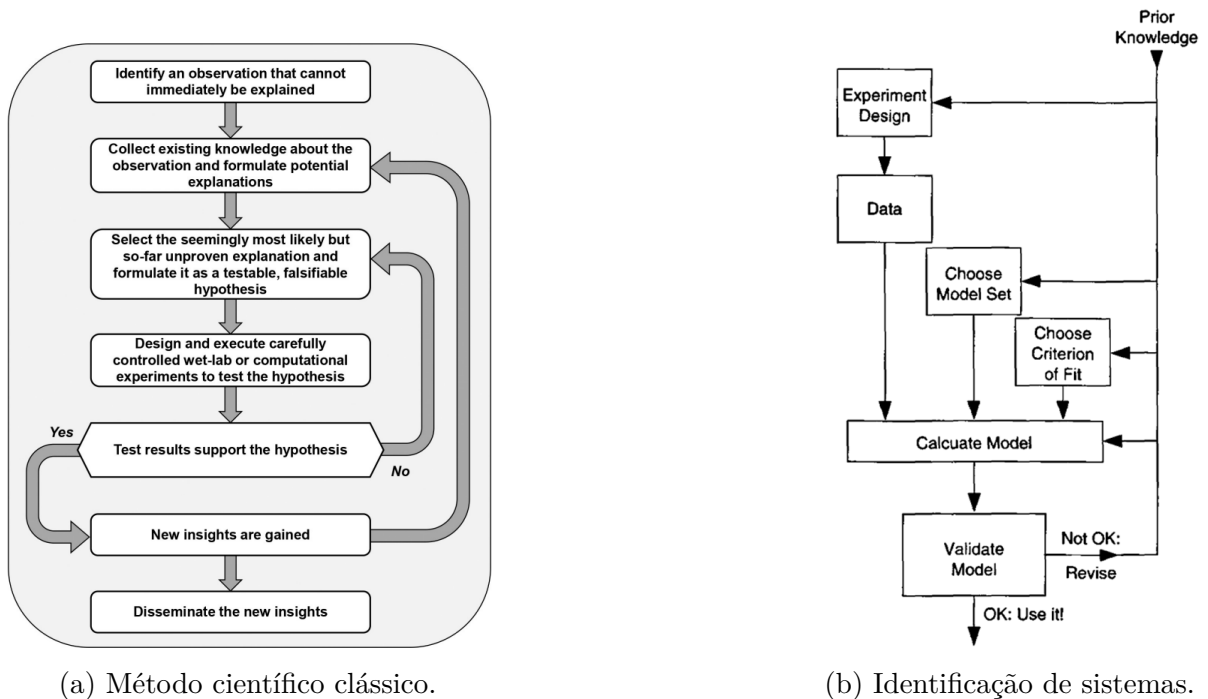 Identify an observation that cannot
immediately be explained
Collect existing knowledge about the
observation and formulate potential
explanations
Select the seemingly most likely but
so-far unproven explanation and
formulate it as a testable, falsifiable
hypothesis
Design and execute carefully
controlled wet-lab or computational
experiments to test the hypothesis
Yes
Test results support the hypothesis
No
New insights are gained
Disseminate the new insights
(a) Método científico clássico.
Prior
Knowledge
Experiment
Design
Data
Choose
Model Set
Choose
Criterion
of Fit
Calcuate Model
Validate
Model
Not OK:
Revise
OK: Use it!
(b) Identificação de sistemas.